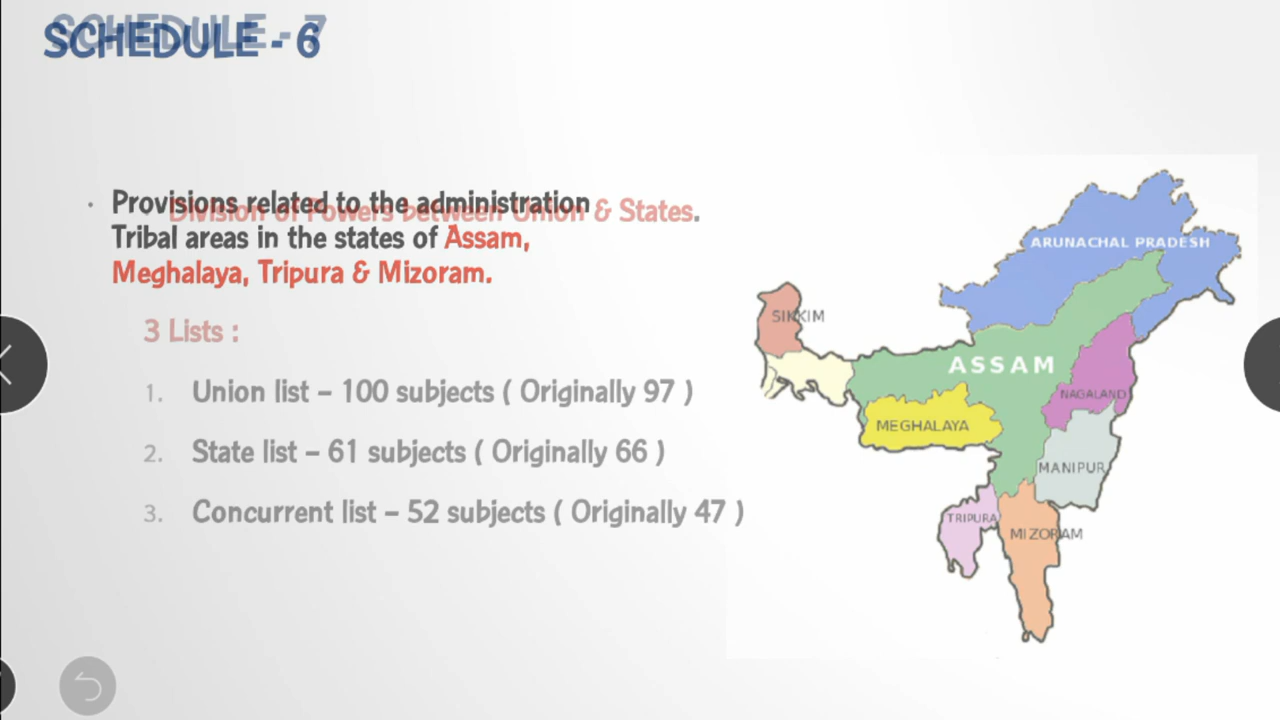 SCHEDULE - 7
SCHEDULE - 6
Provisions related to the administration
Division of Powers between Union & States.
Tribal areas in the states of Assam,
Meghalaya, Tripura & Mizoram.
3 Lists :
1. Union list – 100 subjects ( Originally 97 )
2. State list – 61 subjects ( Originally 66 )
3. Concurrent list – 52 subjects ( Originally 47 )
ARUNACHAL PRADESH
SIKKIM
ASSAM
NAGALAND
MEGHALAYA
MANIPUR
TRIPURA
MIZORAM